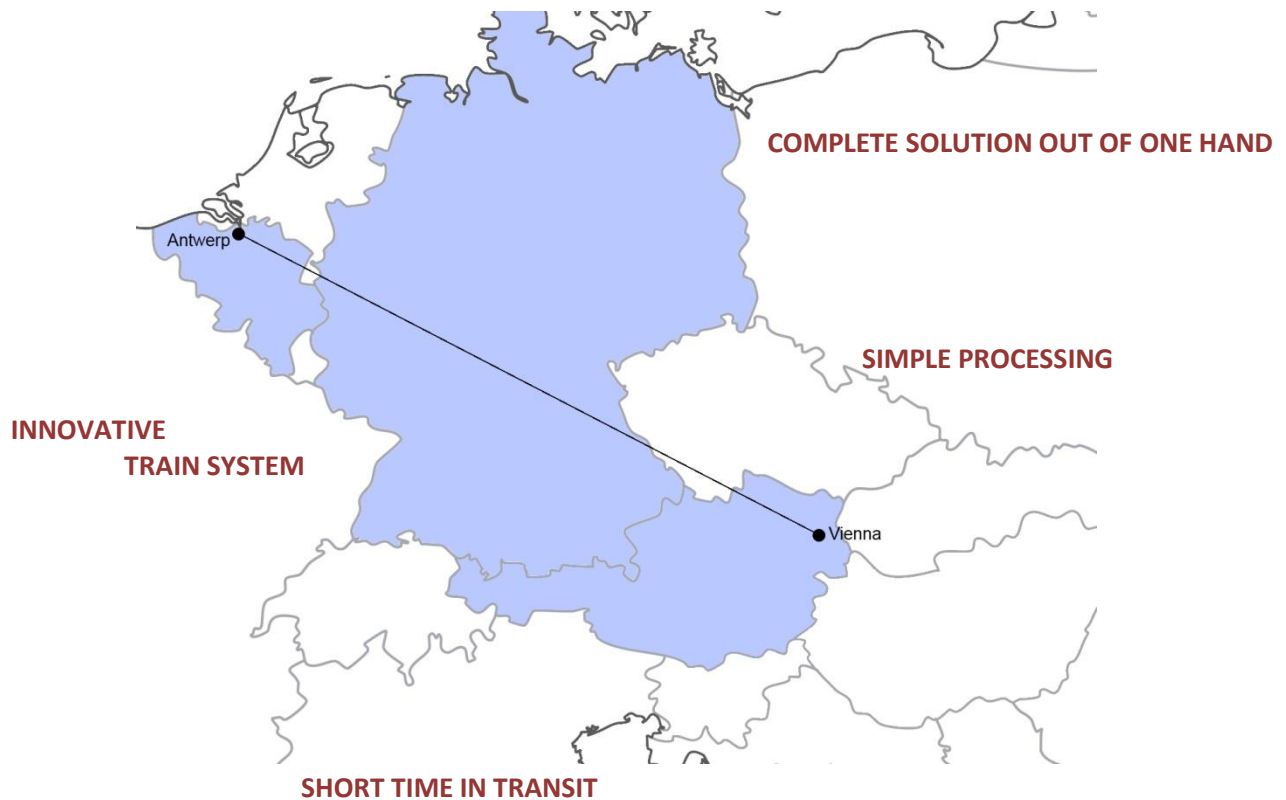 COMPLETE SOLUTION OUT OF ONE HAND
Antwerp
SIMPLE PROCESSING
INNOVATIVE
TRAIN SYSTEM
Vienna
SHORT TIME IN TRANSIT